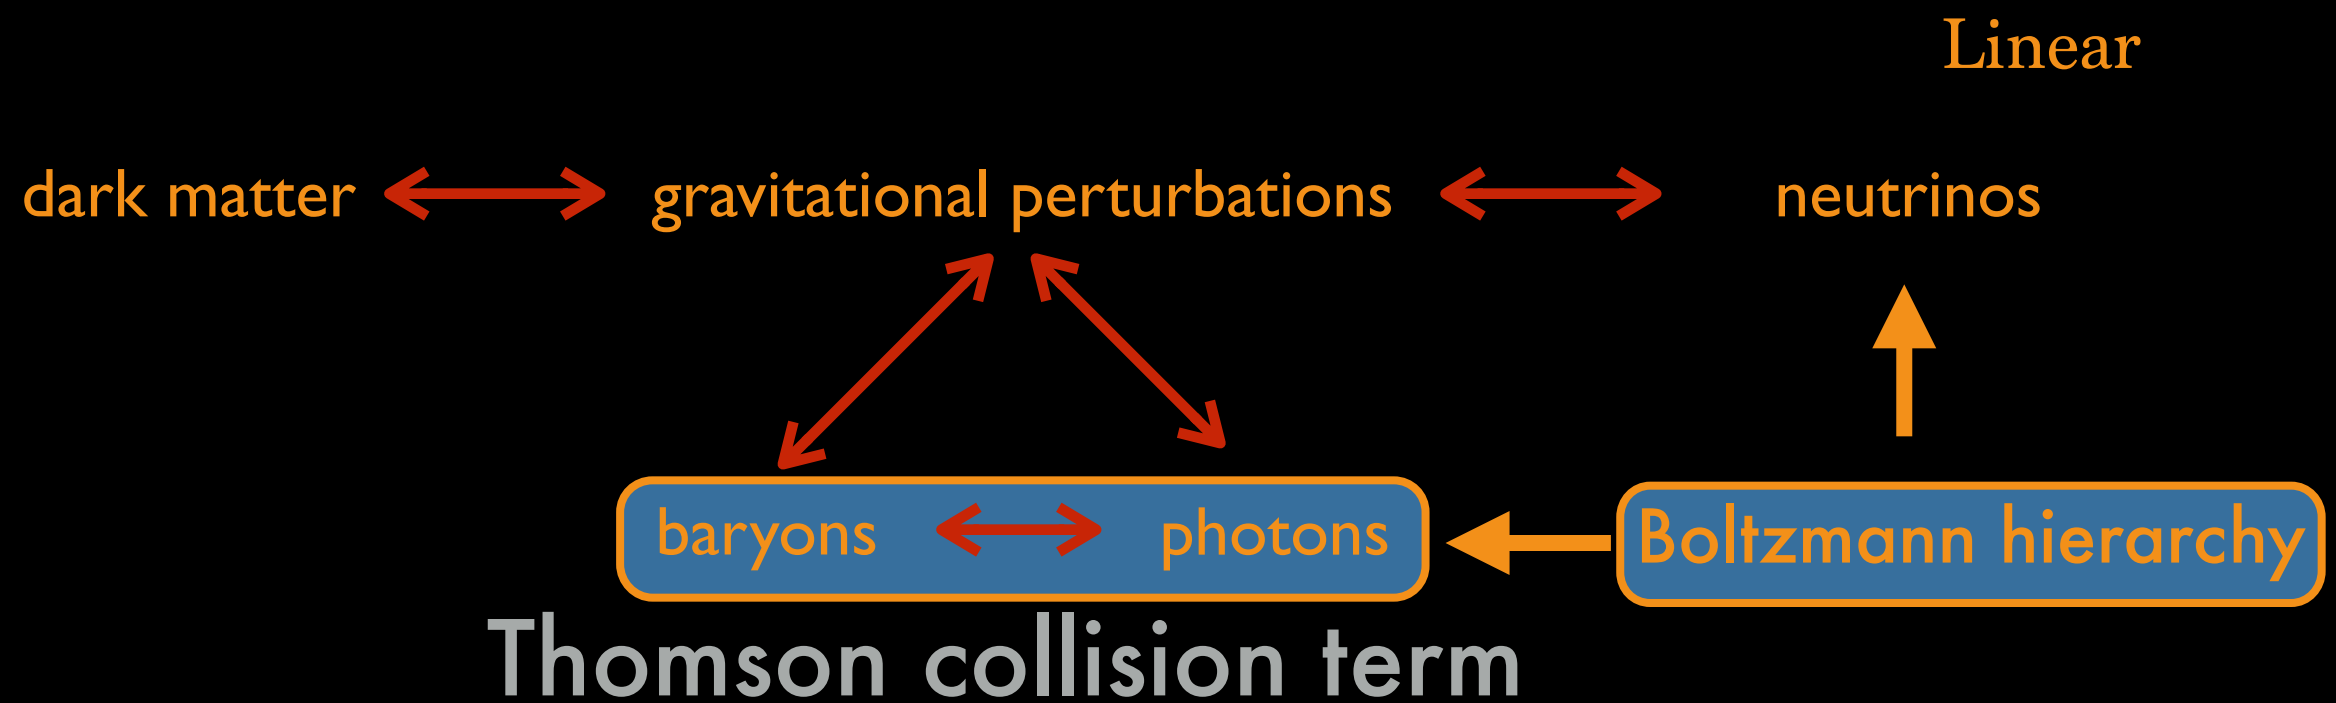 Linear
dark matter gravitational perturbations neutrinos
baryons photons Boltzmann hierarchy
Thomson collision term